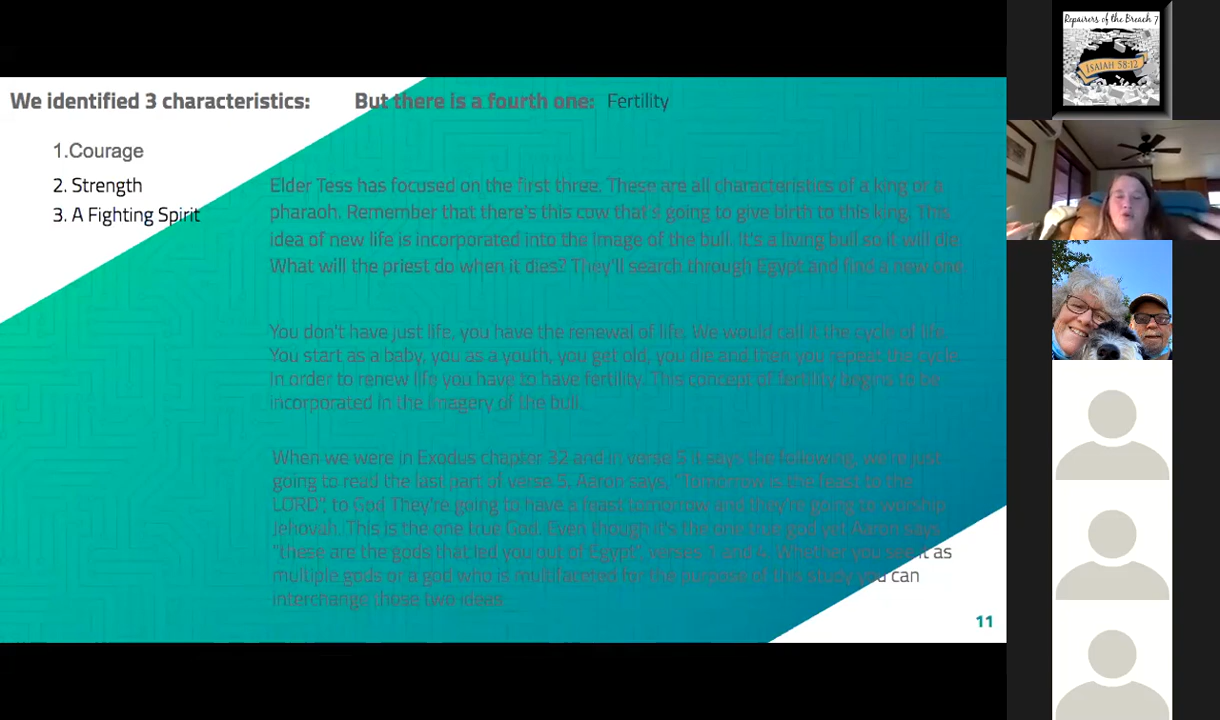 We identified 3 characteristics:
But there is a fourth one: Fertility
1.Courage
2. Strength
3. A Fighting Spirit
Elder Tess has focused on the first three. These are all characteristics of a king or a
pharaoh. Remember that there's this cow that's going to give birth to this king. This
idea of new life is incorporated into the image of the bull. It's a living bull so it will die.
What will the priest do when it dies? They'll search through Egypt and find a new one.
You don't have just life, you have the renewal of life. We would call it the cycle of life.
You start as a baby, you as a youth, you get old, you die and then you repeat the cycle.
In order to renew life you have to have fertility. This concept of fertility begins to be
incorporated in the imagery of the bull.
When we were in Exodus chapter 32 and in verse 5 it says the following, we're just
going to read the last part of verse 5, Aaron says, "Tomorrow is the feast to the
LORD", to God They're going to have a feast tomorrow and they're going to worship
Jehovah. This is the one true God. Even though it's the one true god yet Aaron says
"these are the gods that led you out of Egypt", verses 1 and 4. Whether you see it as
multiple gods or a god who is multifaceted for the purpose of this study you can
interchange those two ideas.
11
Repairers of the Breach 7
ISAIAH 58:12